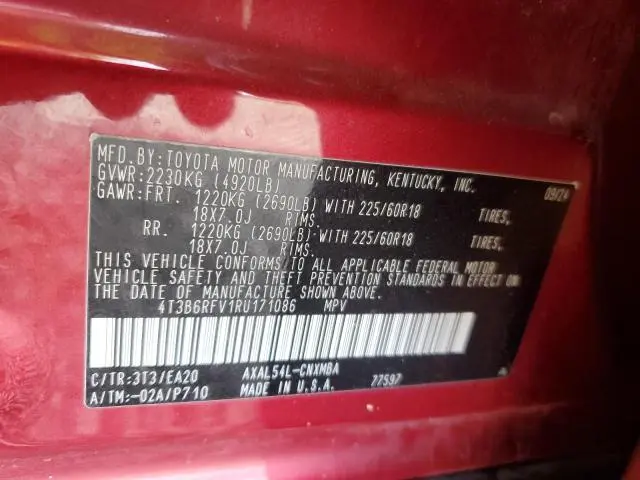 MFD.BY:TOYOTA MOTOR MANUFACTURING, KENTUCKY, INC.
GVWR:2230KG (4920LB) 09/24
GAWR:FRT. 1220KG (2690LB) WITH 225/60R18 TIRES,
18X7.0J RIMS.
RR. 1220KG (2690LB) WITH 225/60R18 TIRES,
18X7.0J RIMS.
THIS VEHICLE CONFORMS TO ALL APPLICABLE FEDERAL MOTOR
VEHICLE SAFETY AND THEFT PREVENTION STANDARDS IN EFFECT ON
THE DATE OF MANUFACTURE SHOWN ABOVE.
4T3B6RFV1RU171086 MPV
C/TR:3T3/EA20 AXAL54L-CNXMBA
A/TM:-02A/P710 MADE IN U.S.A. 77597